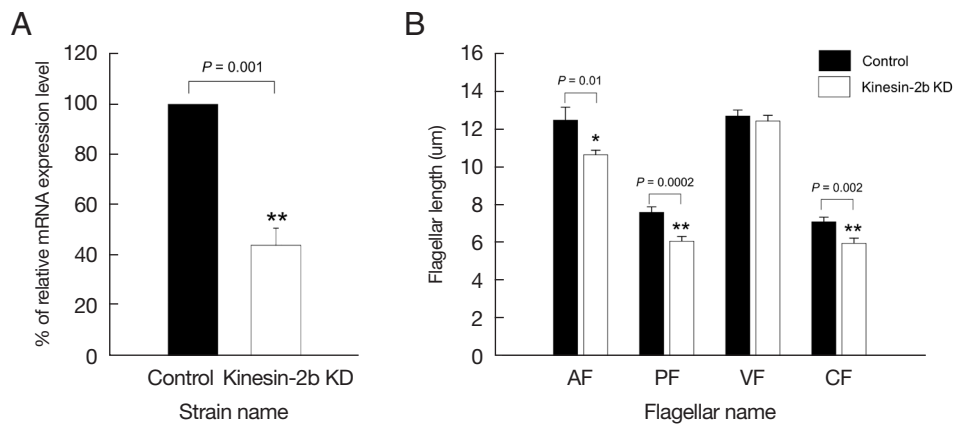 A
120
100
80
60
40
20
0
% of relative mRNA expression level
P = 0.001
**
Control Kinesin-2b KD
Strain name
B
16
14
12
10
8
6
4
2
0
Flagellar length (um)
Control
Kinesin-2b KD
P = 0.01
*
P = 0.0002
**
P = 0.002
**
AF PF VF CF
Flagellar name